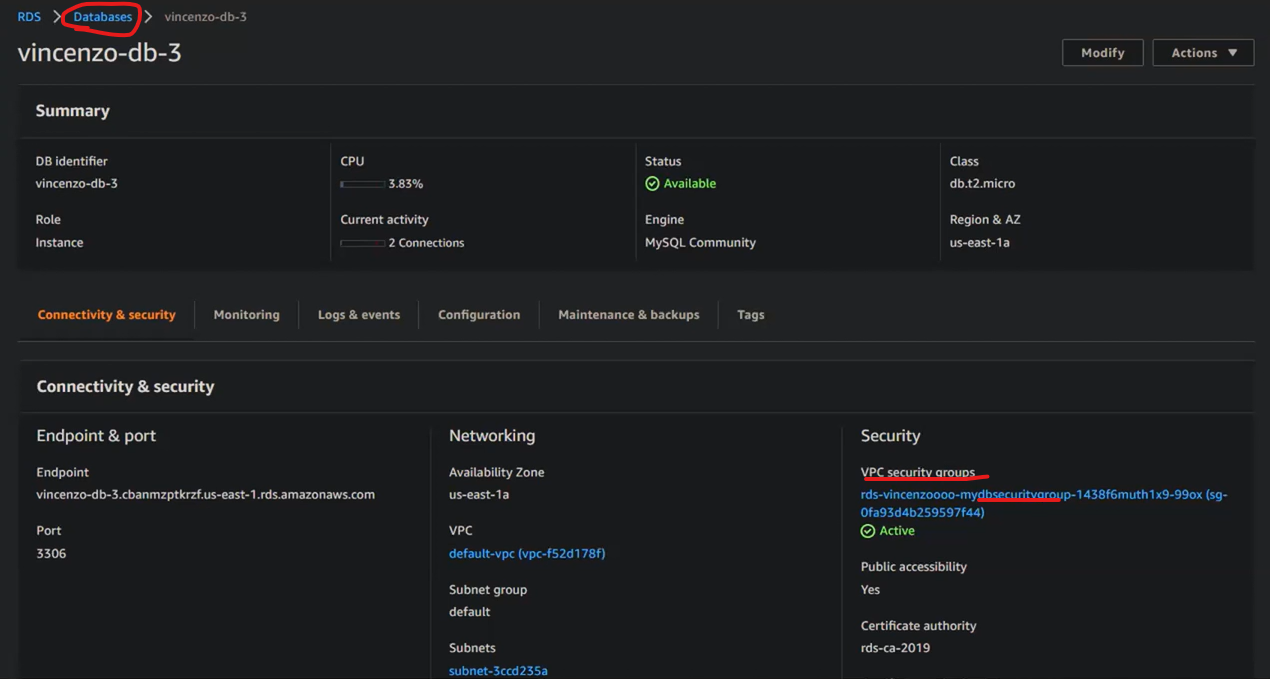 RDS > Databases > vincenzo-db-3
vincenzo-db-3
Modify
Actions ▼
Summary
DB identifier
vincenzo-db-3
CPU
3.83%
Status
Available
Class
db.t2.micro
Role
Instance
Current activity
2 Connections
Engine
MySQL Community
Region & AZ
us-east-1a
Connectivity & security
Monitoring
Logs & events
Configuration
Maintenance & backups
Tags
Connectivity & security
Endpoint & port
Endpoint
vincenzo-db-3.cbanmzptkrzf.us-east-1.rds.amazonaws.com
Port
3306
Networking
Availability Zone
us-east-1a
VPC
default-vpc (vpc-f52d178f)
Subnet group
default
Subnets
subnet-3ccd235a
Security
VPC security groups
rds-vincenzoooo-mydbsecuritygroup-1438f6muth1x9-99ox (sg-
0fa93d4b259597f44)
Active
Public accessibility
Yes
Certificate authority
rds-ca-2019